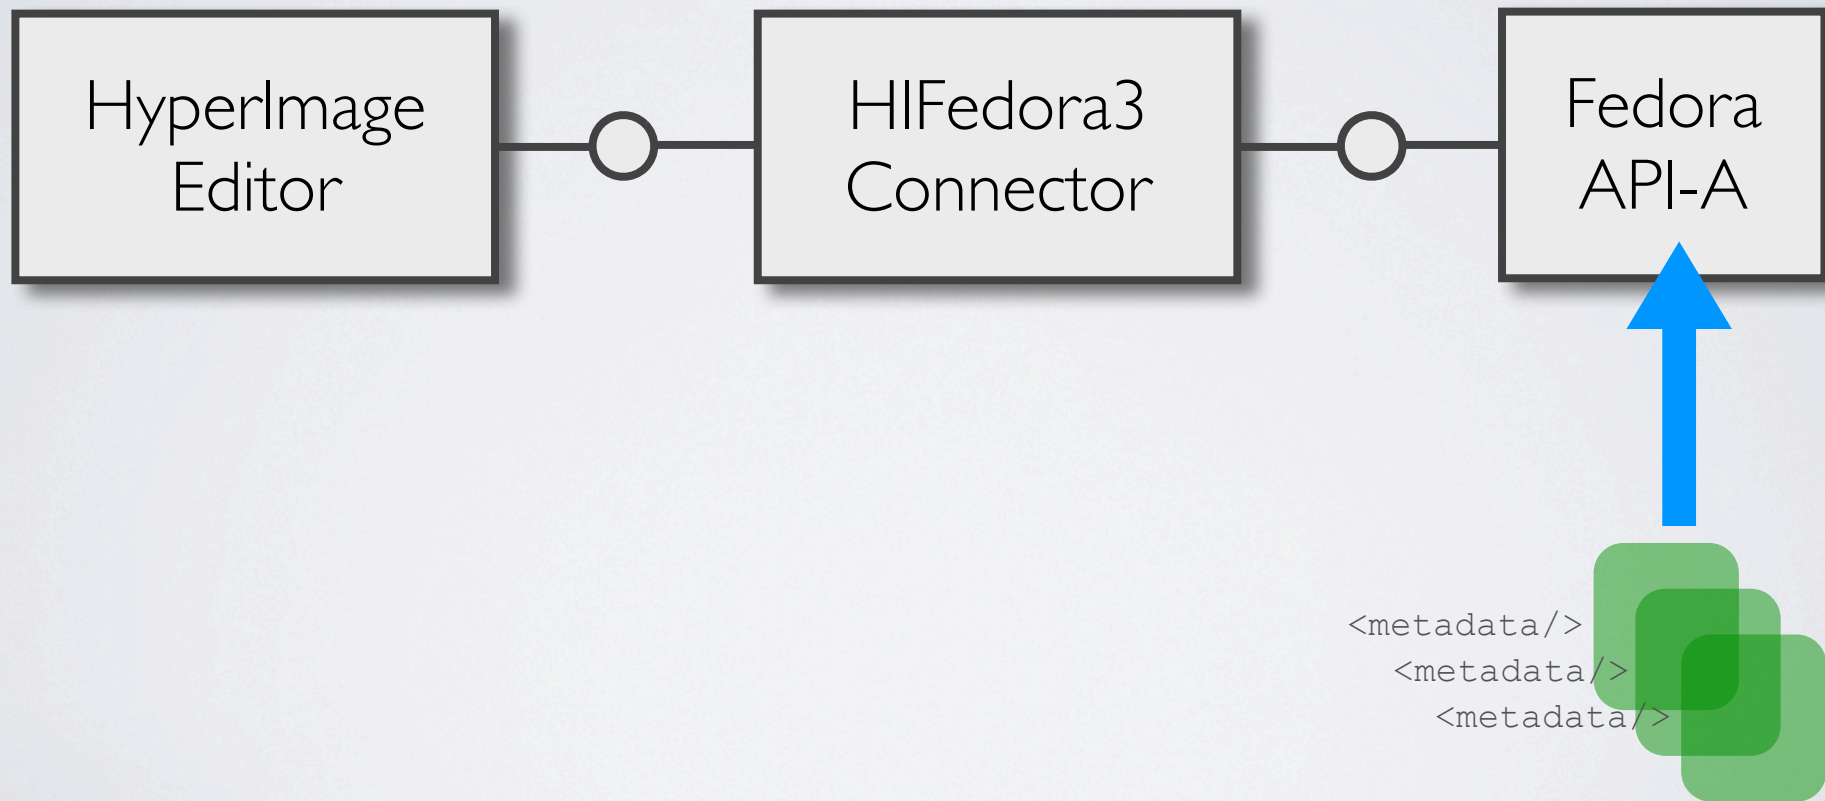 HyperImage
Editor
HIFedora3
Connector
Fedora
API-A
<metadata/>
<metadata/>
<metadata/>